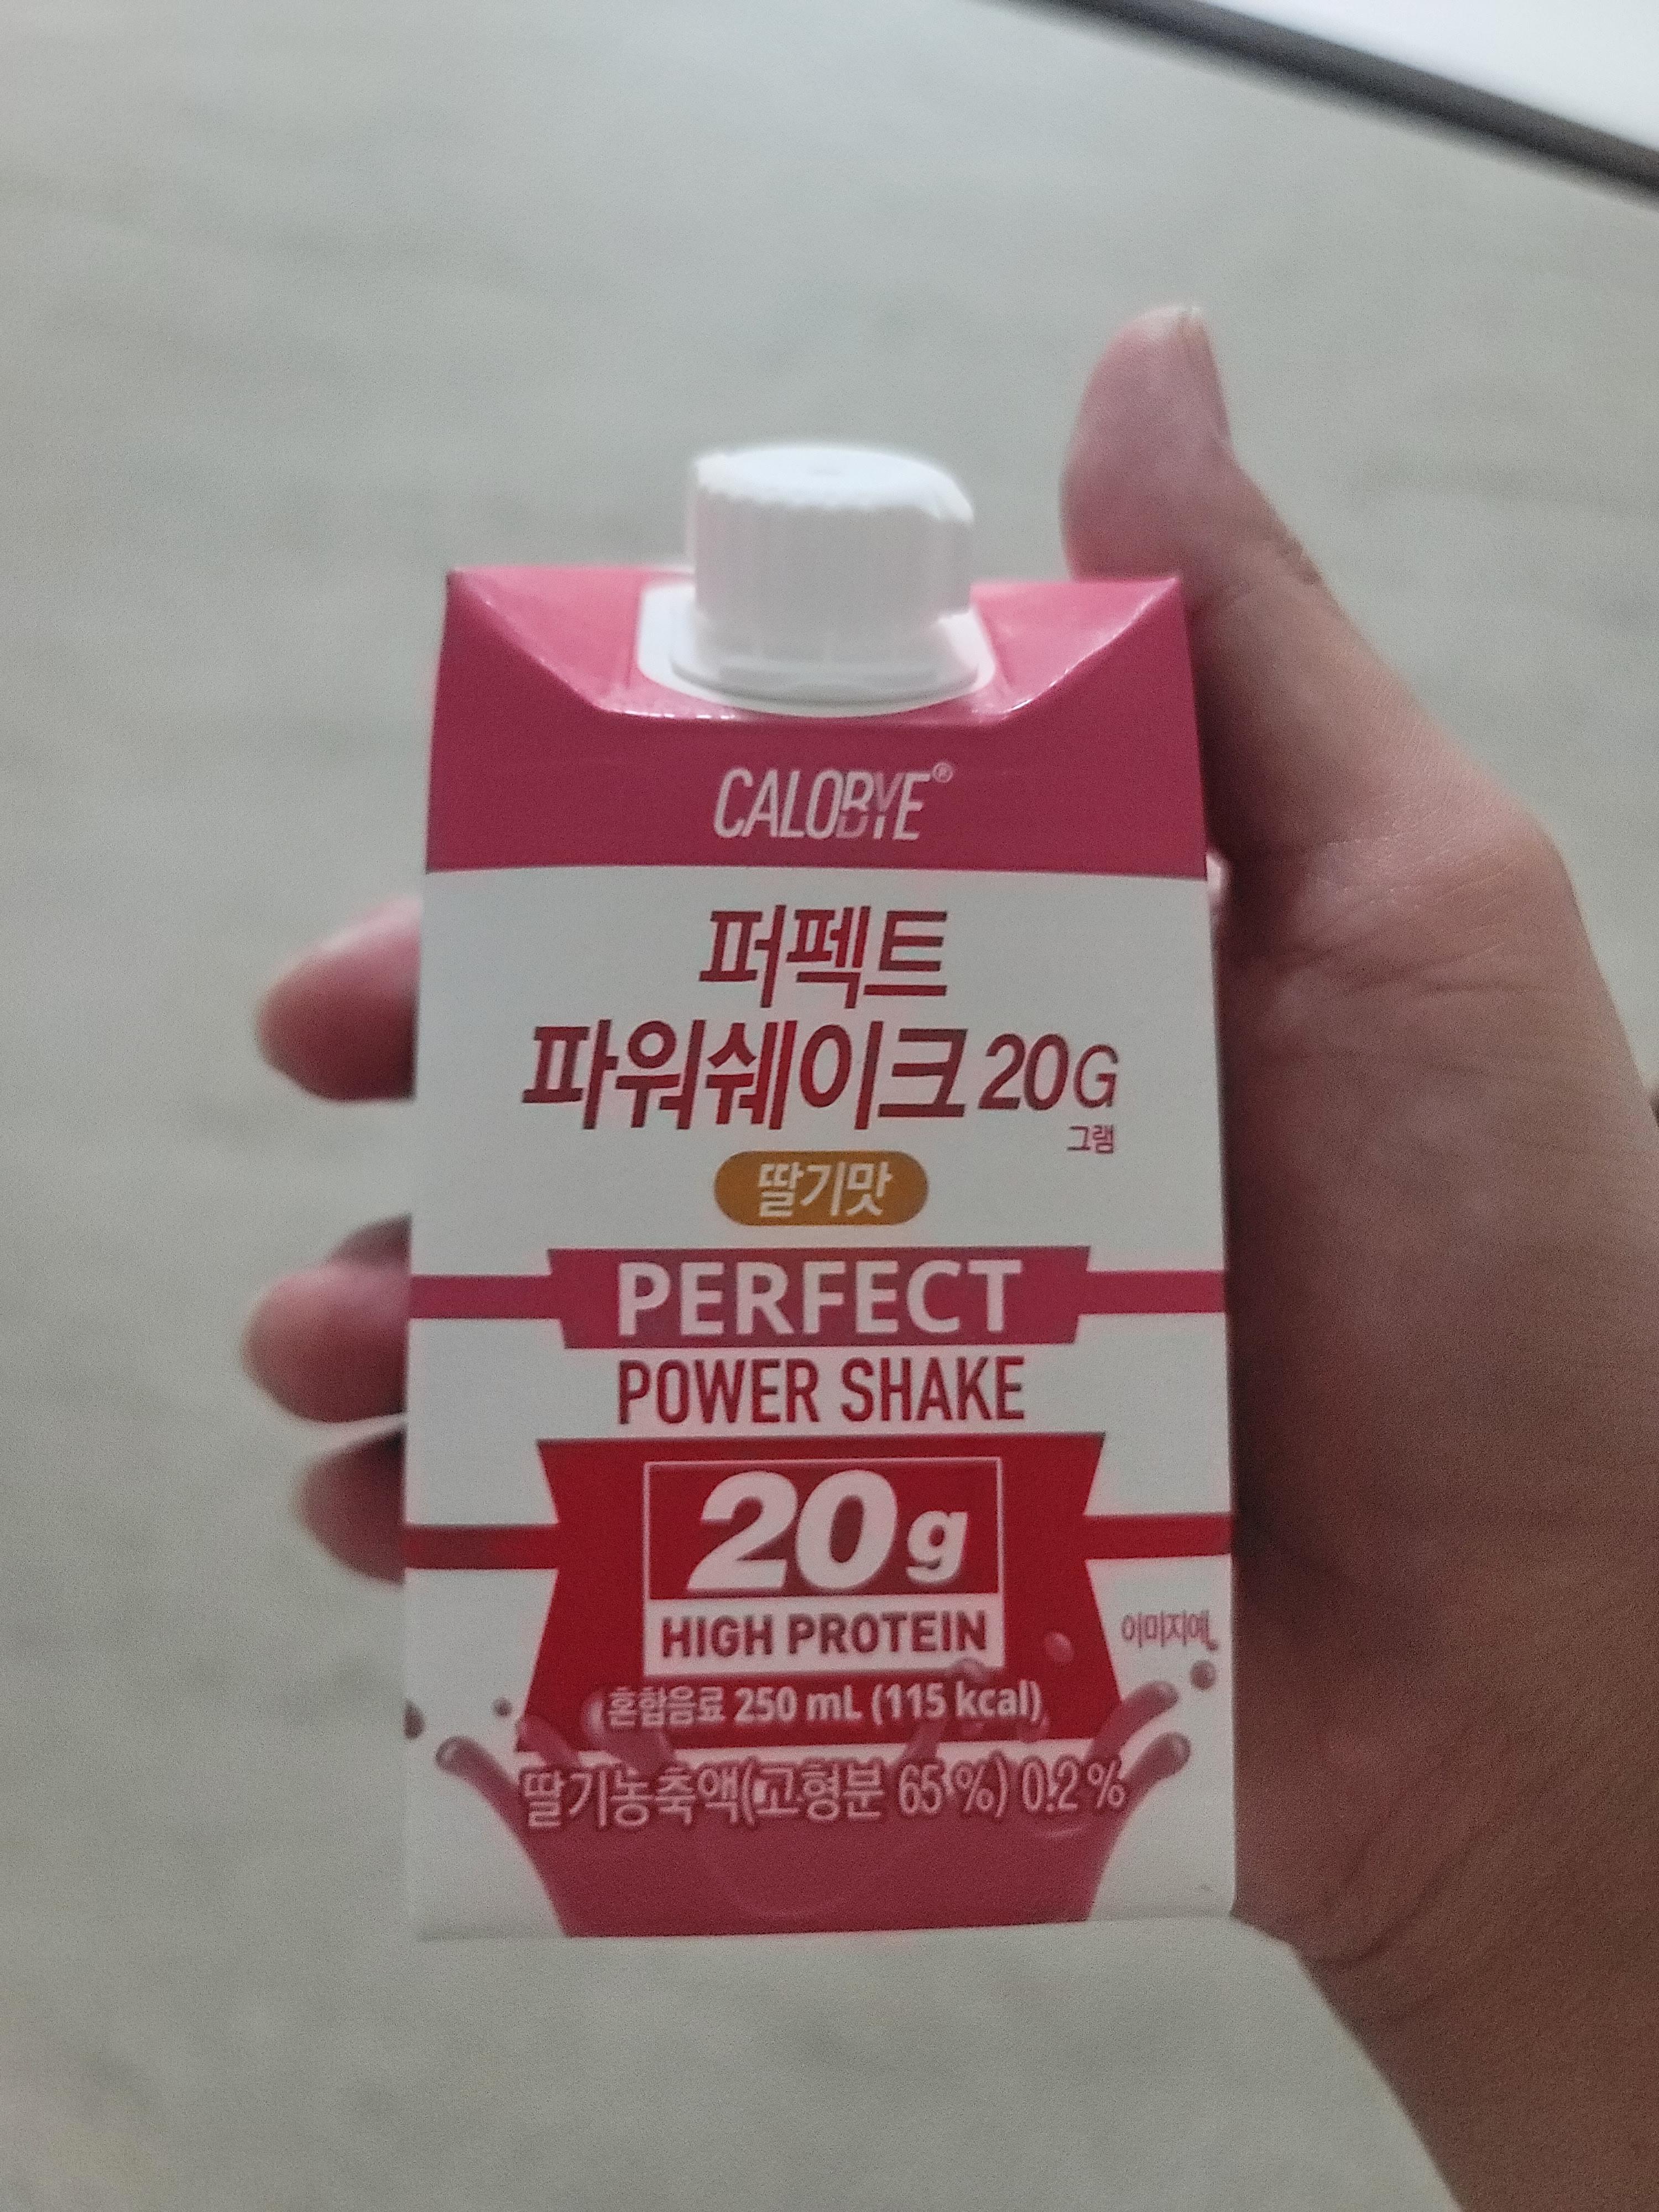 CALOBYE®
퍼펙트
파워쉐이크 20G
그램
딸기맛
PERFECT
POWER SHAKE
20g
HIGH PROTEIN
이미지예
혼합음료 250 mL (115 kcal)
딸기농축액(고형분 65 %) 0.2 %